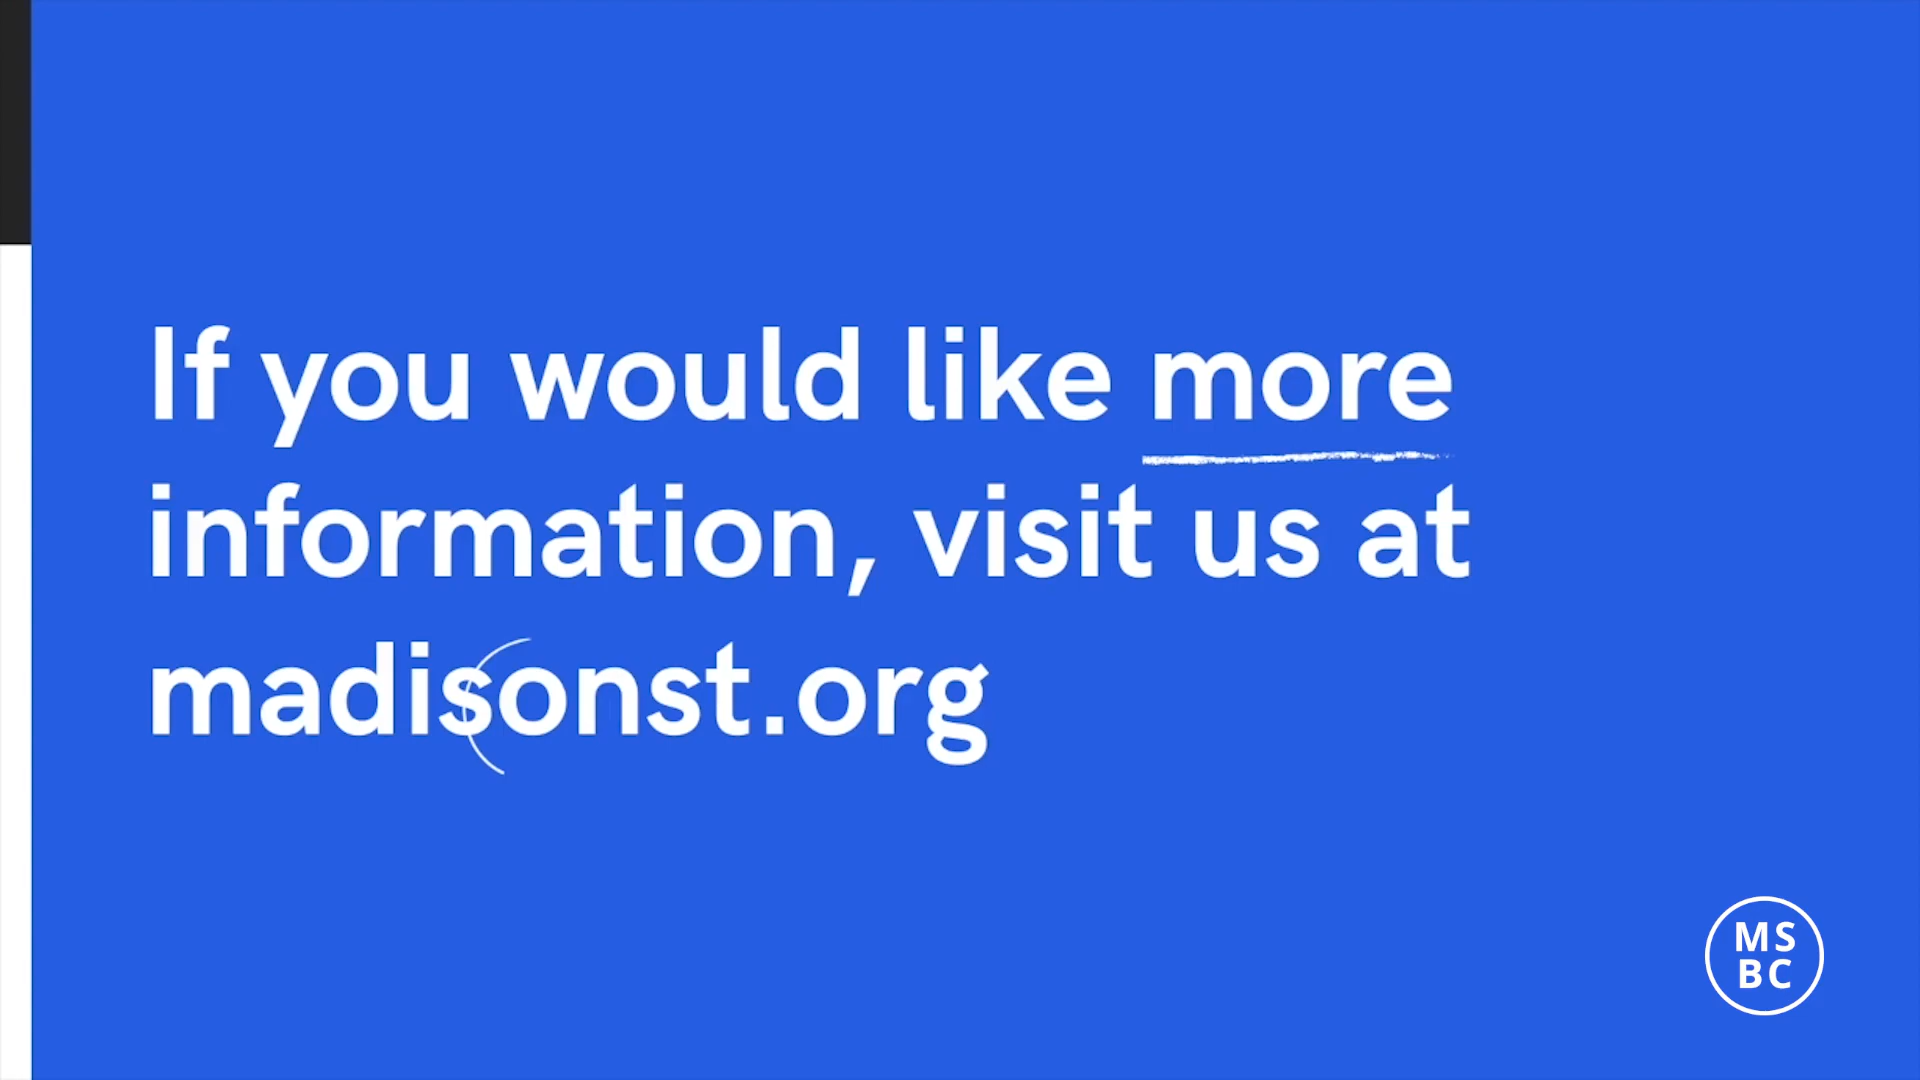 If you would like more
information, visit us at
madisonst.org
MS
BC